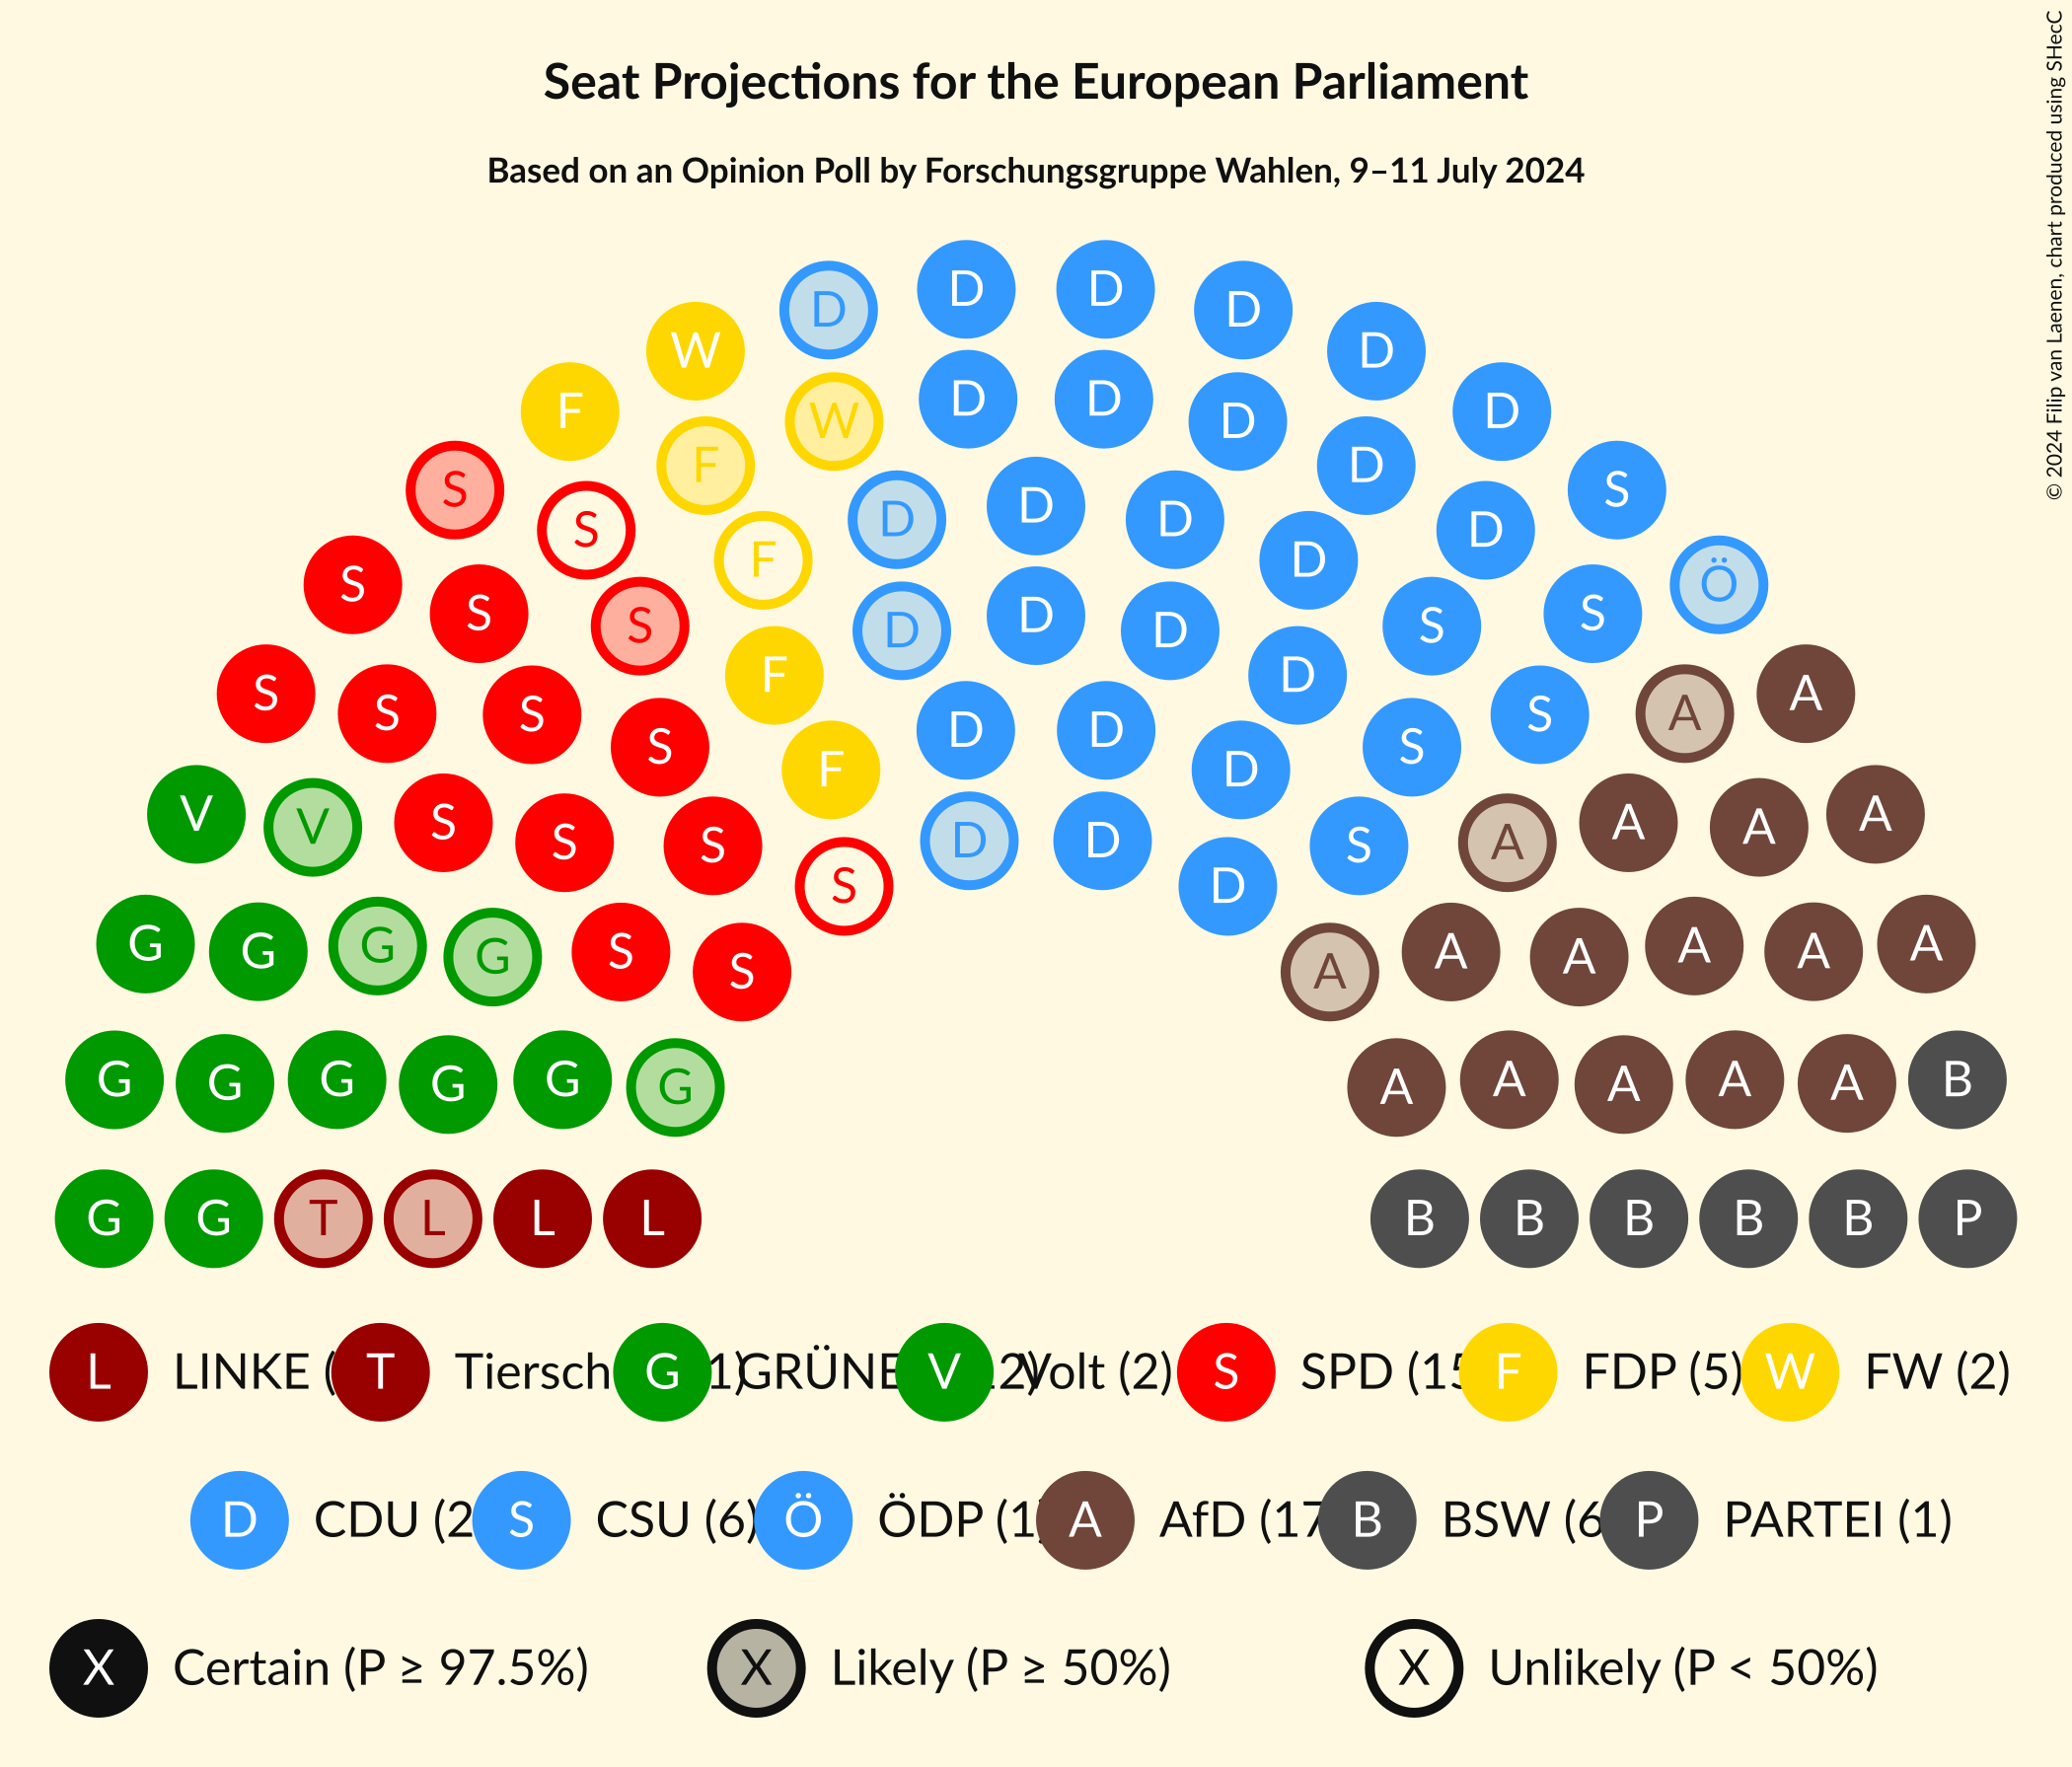 Seat Projections for the European Parliament
Based on an Opinion Poll by Forschungsgruppe Wahlen, 9–11 July 2024
© 2024 Filip van Laenen, chart produced using SHecC
D D
D D
W D
D D
F D
W D
F D
S S
D D D
S D
F D
S Ö
S D S
S D D S
F D
S A
S S S A
D D
S S
F D
V A
V S A A
S S D D S A
S D
G G G G S S A A A A A A
G G G G G G A A A A A B
G G T L L L B B B B B P
L LINKE ( T Tiersch G 1) GRÜNE V 2) Volt (2) S SPD (15 F FDP (5) W FW (2)
D CDU (2 S CSU (6) Ö ÖDP (1 A AfD (17 B BSW (6 P PARTEI (1)
X Certain (P ≥ 97.5%) X Likely (P ≥ 50%) X Unlikely (P < 50%)